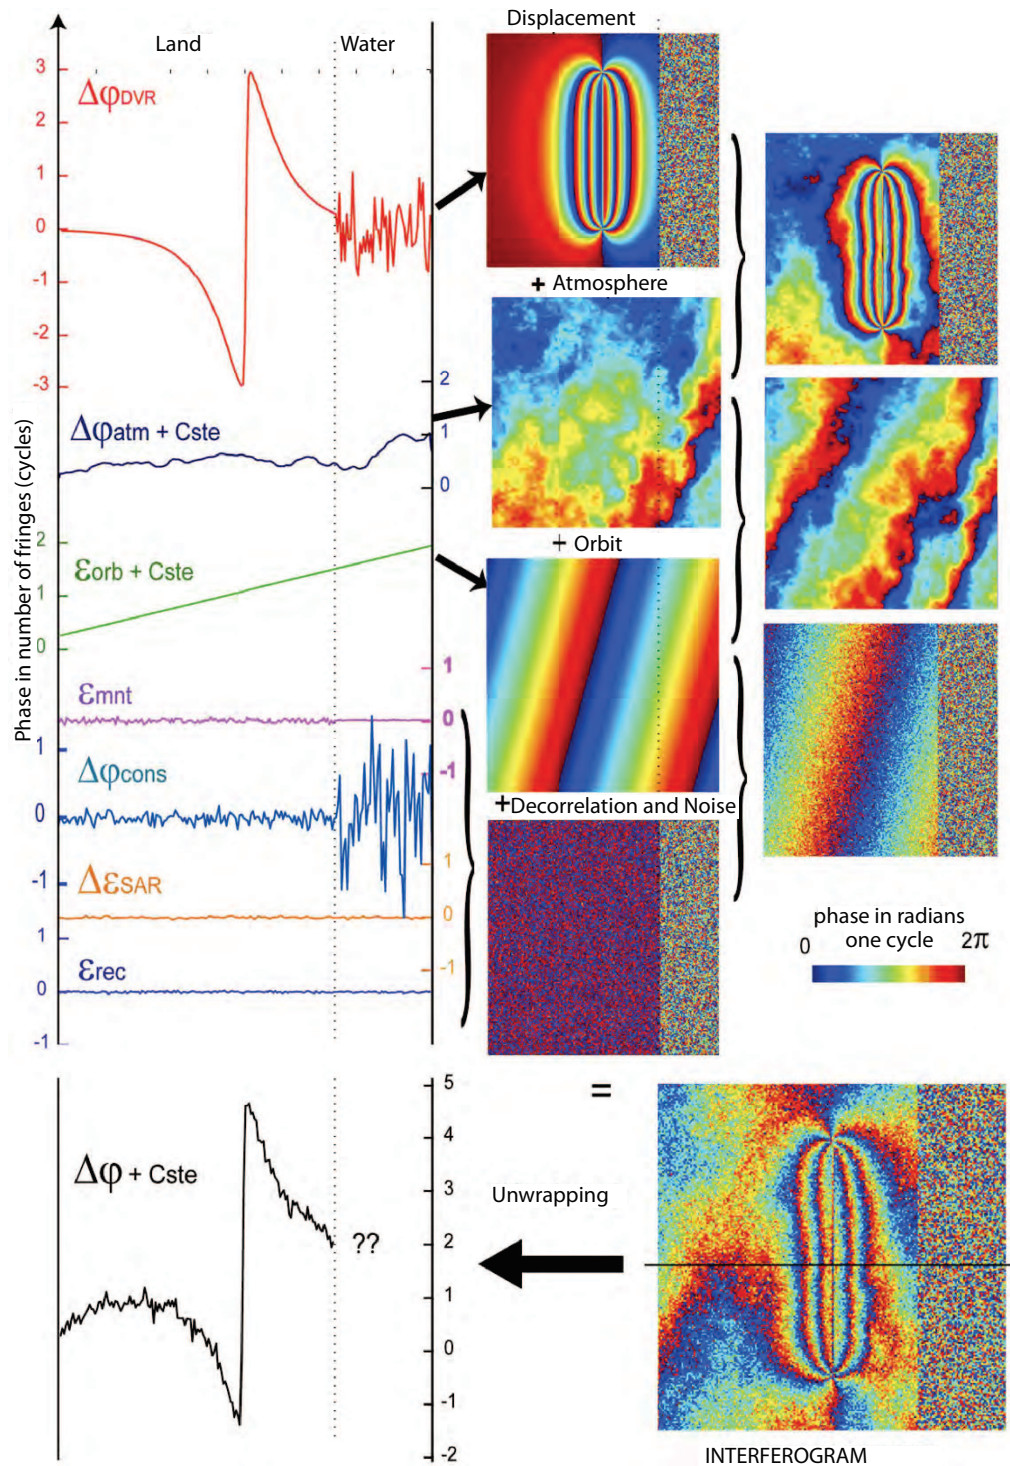 Displacement
Land
Water
3
2
1
0
-1
-2
-3
ΔφDVR
+ Atmosphere
2
1
0
Δφatm + Cste
Phase in number of fringes (cycles)
+ Orbit
2
1
0
εorb + Cste
εmnt
1
0
-1
1
0
-1
Δφcons
+Decorrelation and Noise
ΔεSAR
1
0
-1
phase in radians
0 one cycle 2π
1
0
-1
εrec
=
5
4
3
2
1
0
-1
-2
Δφ + Cste
??
Unwrapping
INTERFEROGRAM